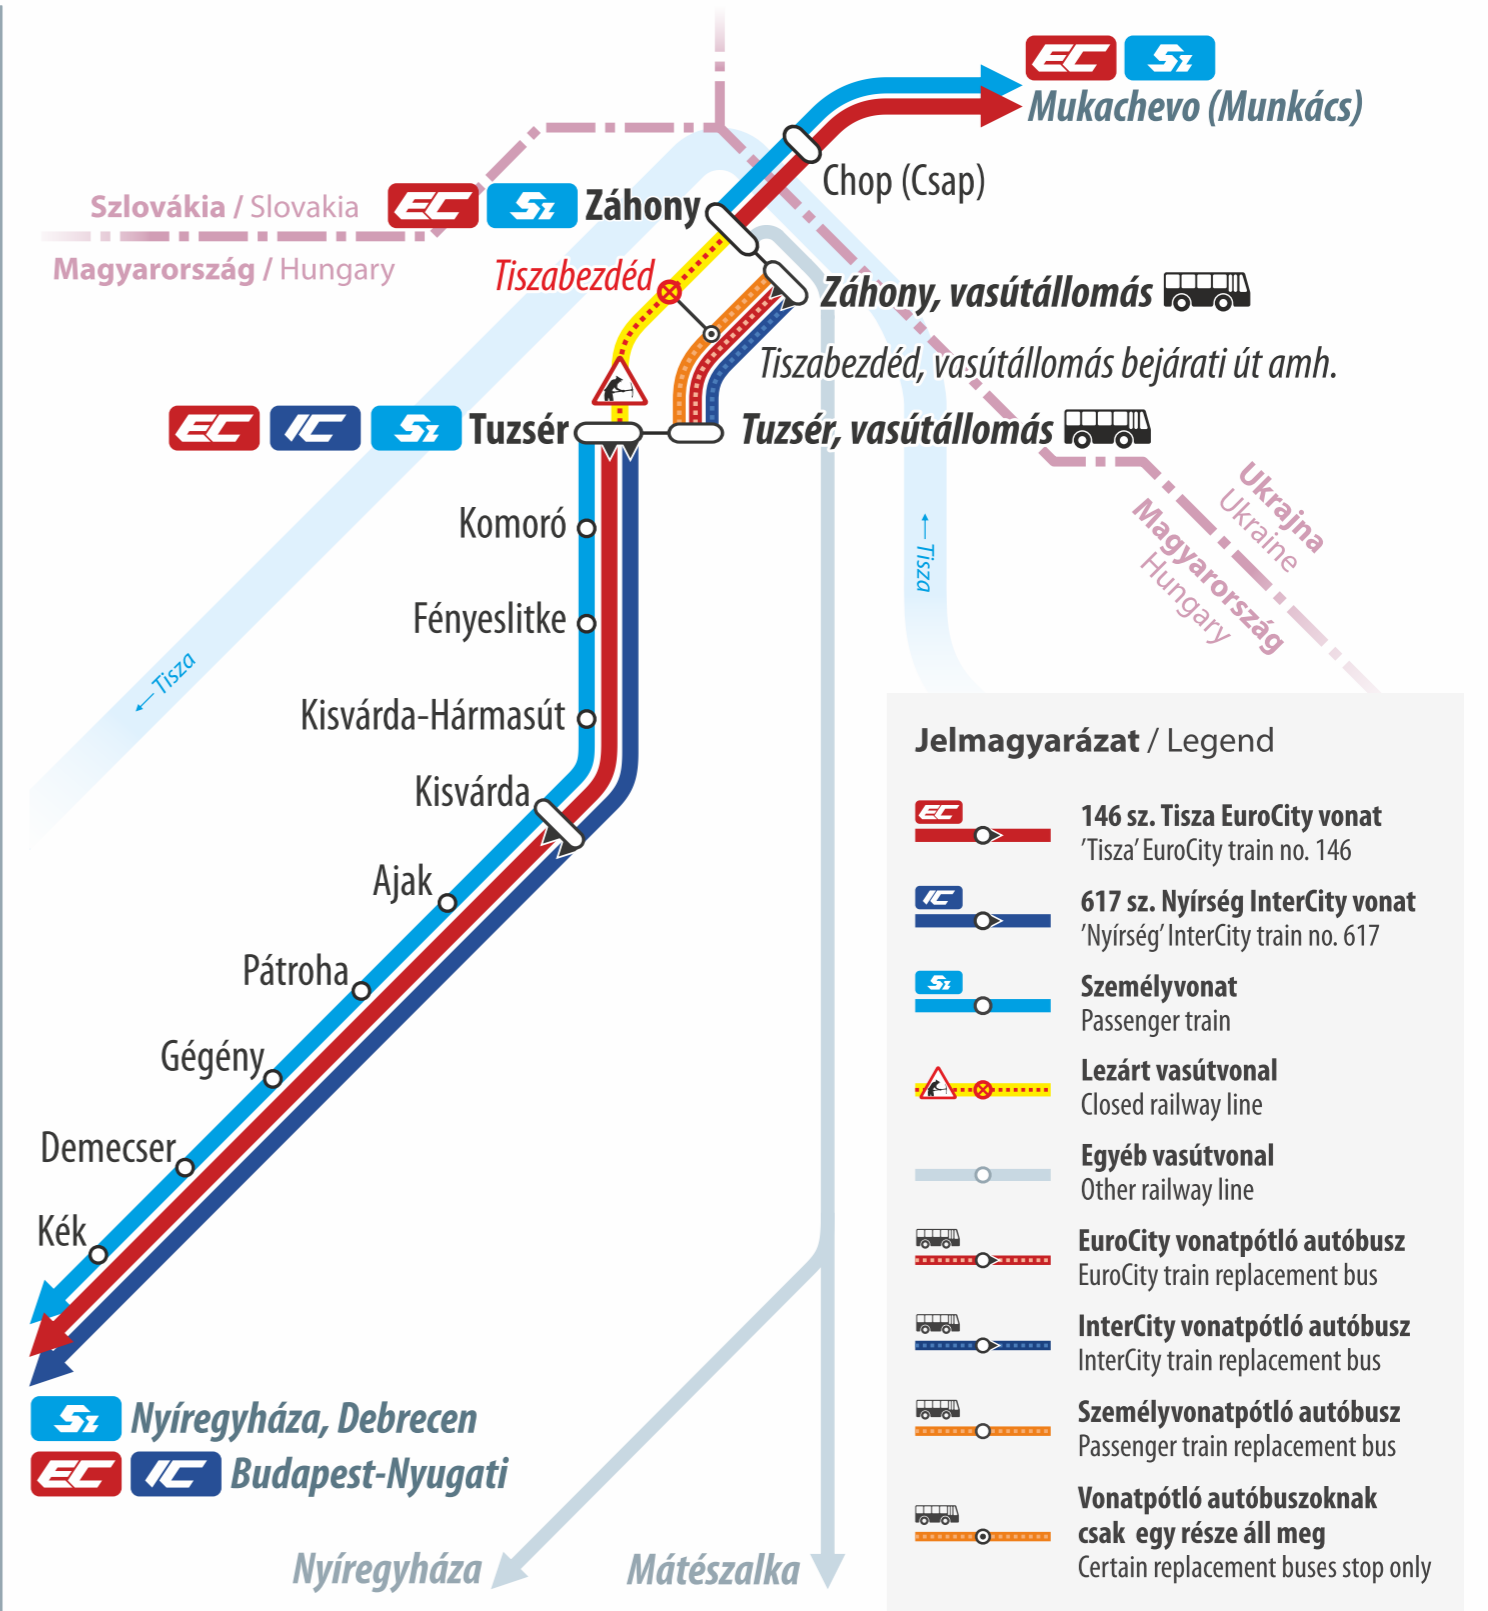 EC Sz
Mukachevo (Munkács)
Chop (Csap)
Szlovákia / Slovakia
EC Sz Záhony
Magyarország / Hungary
Tiszabezdéd
Záhony, vasútállomás
Tiszabezdéd, vasútállomás bejárati út amh.
EC IC Sz Tuzsér
Tuzsér, vasútállomás
Ukrajna
Ukraine
Magyarország
Hungary
Komoró
← Tisza
Fényeslitke
← Tisza
Kisvárda-Hármasút
Kisvárda
Ajak
Pátroha
Gégény
Demecser
Kék
Sz Nyíregyháza, Debrecen
EC IC Budapest-Nyugati
Nyíregyháza
Mátészalka
Jelmagyarázat / Legend
EC
146 sz. Tisza EuroCity vonat
’Tisza’ EuroCity train no. 146
IC
617 sz. Nyírség InterCity vonat
’Nyírség’ InterCity train no. 617
Sz
Személyvonat
Passenger train
Lezárt vasútvonal
Closed railway line
Egyéb vasútvonal
Other railway line
EuroCity vonatpótló autóbusz
EuroCity train replacement bus
InterCity vonatpótló autóbusz
InterCity train replacement bus
Személyvonatpótló autóbusz
Passenger train replacement bus
Vonatpótló autóbuszoknak
csak egy része áll meg
Certain replacement buses stop only